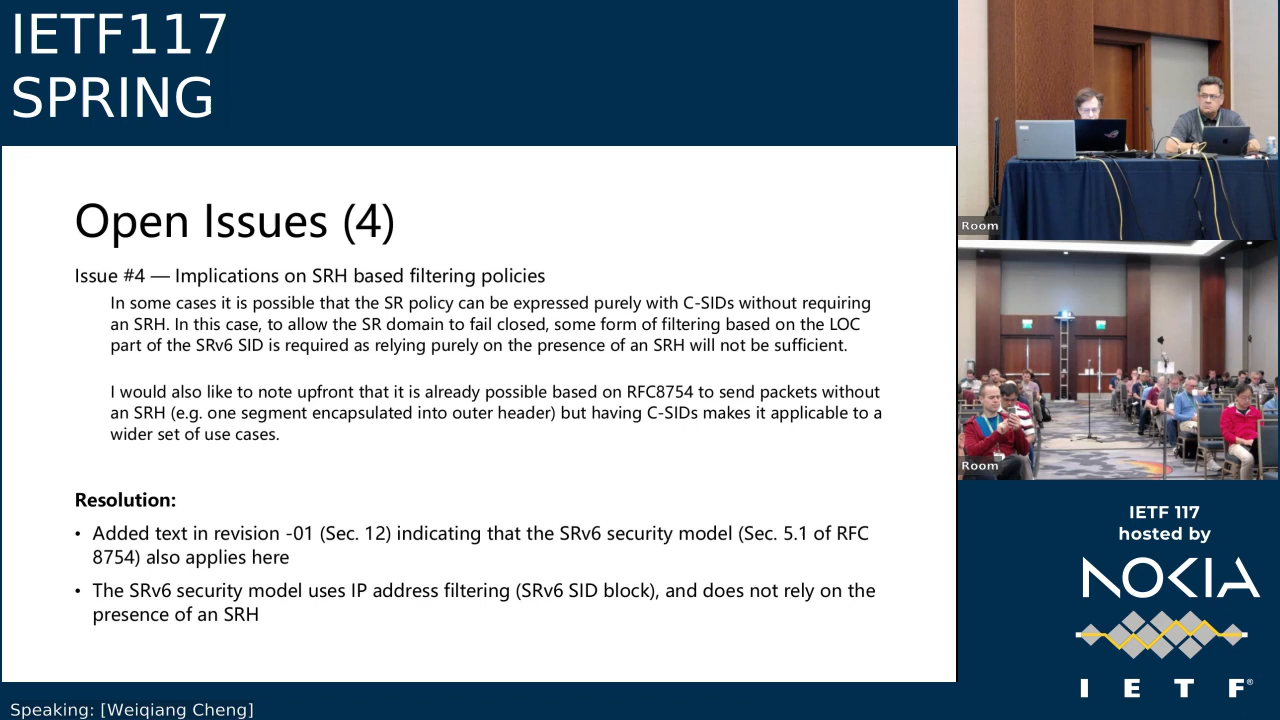 IETF117
SPRING
Open Issues (4)
Issue #4 — Implications on SRH based filtering policies
In some cases it is possible that the SR policy can be expressed purely with C-SIDs without requiring
an SRH. In this case, to allow the SR domain to fail closed, some form of filtering based on the LOC
part of the SRv6 SID is required as relying purely on the presence of an SRH will not be sufficient.
I would also like to note upfront that it is already possible based on RFC8754 to send packets without
an SRH (e.g. one segment encapsulated into outer header) but having C-SIDs makes it applicable to a
wider set of use cases.
Resolution:
• Added text in revision -01 (Sec. 12) indicating that the SRv6 security model (Sec. 5.1 of RFC
8754) also applies here
• The SRv6 security model uses IP address filtering (SRv6 SID block), and does not rely on the
presence of an SRH
Speaking: [Weiqiang Cheng]
Room
Room
IETF 117
hosted by
NOKIA
I E T F®